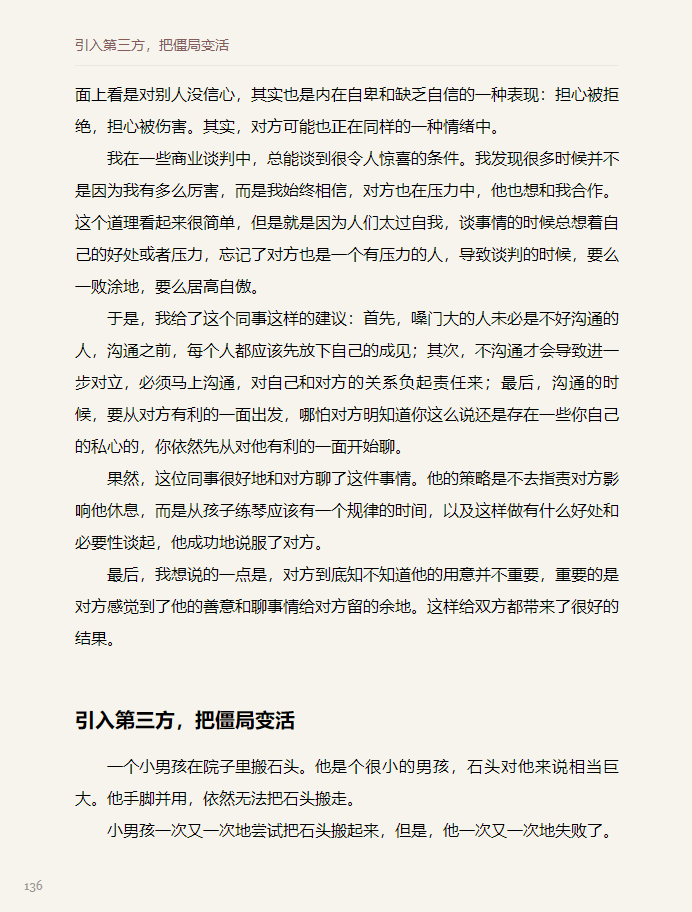 引入第三方，把僵局变活
面上看是对别人没信心，其实也是内在自卑和缺乏自信的一种表现：担心被拒
绝，担心被伤害。其实，对方可能也正在同样的一种情绪中。
我在一些商业谈判中，总能谈到很令人惊喜的条件。我发现很多时候并不
是因为我有多么厉害，而是我始终相信，对方也在压力中，他也想和我合作。
这个道理看起来很简单，但是就是因为人们太过自我，谈事情的时候总想着自
己的好处或者压力，忘记了对方也是一个有压力的人，导致谈判的时候，要么
一败涂地，要么居高自傲。
于是，我给了这个同事这样的建议：首先，嗓门大的人未必是不好沟通的
人，沟通之前，每个人都应该先放下自己的成见；其次，不沟通才会导致进一
步对立，必须马上沟通，对自己和对方的关系负起责任来；最后，沟通的时
候，要从对方有利的一面出发，哪怕对方明知道你这么说还是存在一些你自己
的私心的，你依然先从对他有利的一面开始聊。
果然，这位同事很好地和对方聊了这件事情。他的策略是不去指责对方影
响他休息，而是从孩子练琴应该有一个规律的时间，以及这样做有什么好处和
必要性谈起，他成功地说服了对方。
最后，我想说的一点是，对方到底知不知道他的用意并不重要，重要的是
对方感觉到了他的善意和聊事情给对方留的余地。这样给双方都带来了很好的
结果。
引入第三方，把僵局变活
一个小男孩在院子里搬石头。他是个很小的男孩，石头对他来说相当巨
大。他手脚并用，依然无法把石头搬走。
小男孩一次又一次地尝试把石头搬起来，但是，他一次又一次地失败了。
136